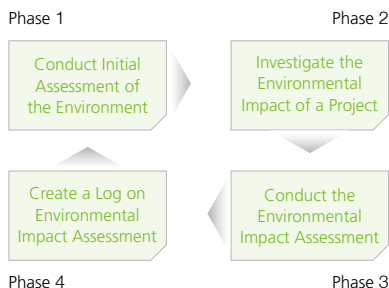 Phase 1
Phase 2
Conduct Initial
Assessment of
the Environment
Investigate the
Environmental
Impact of a Project
Create a Log on
Environmental
Impact Assessment
Conduct the
Environmental
Impact Assessment
Phase 4
Phase 3